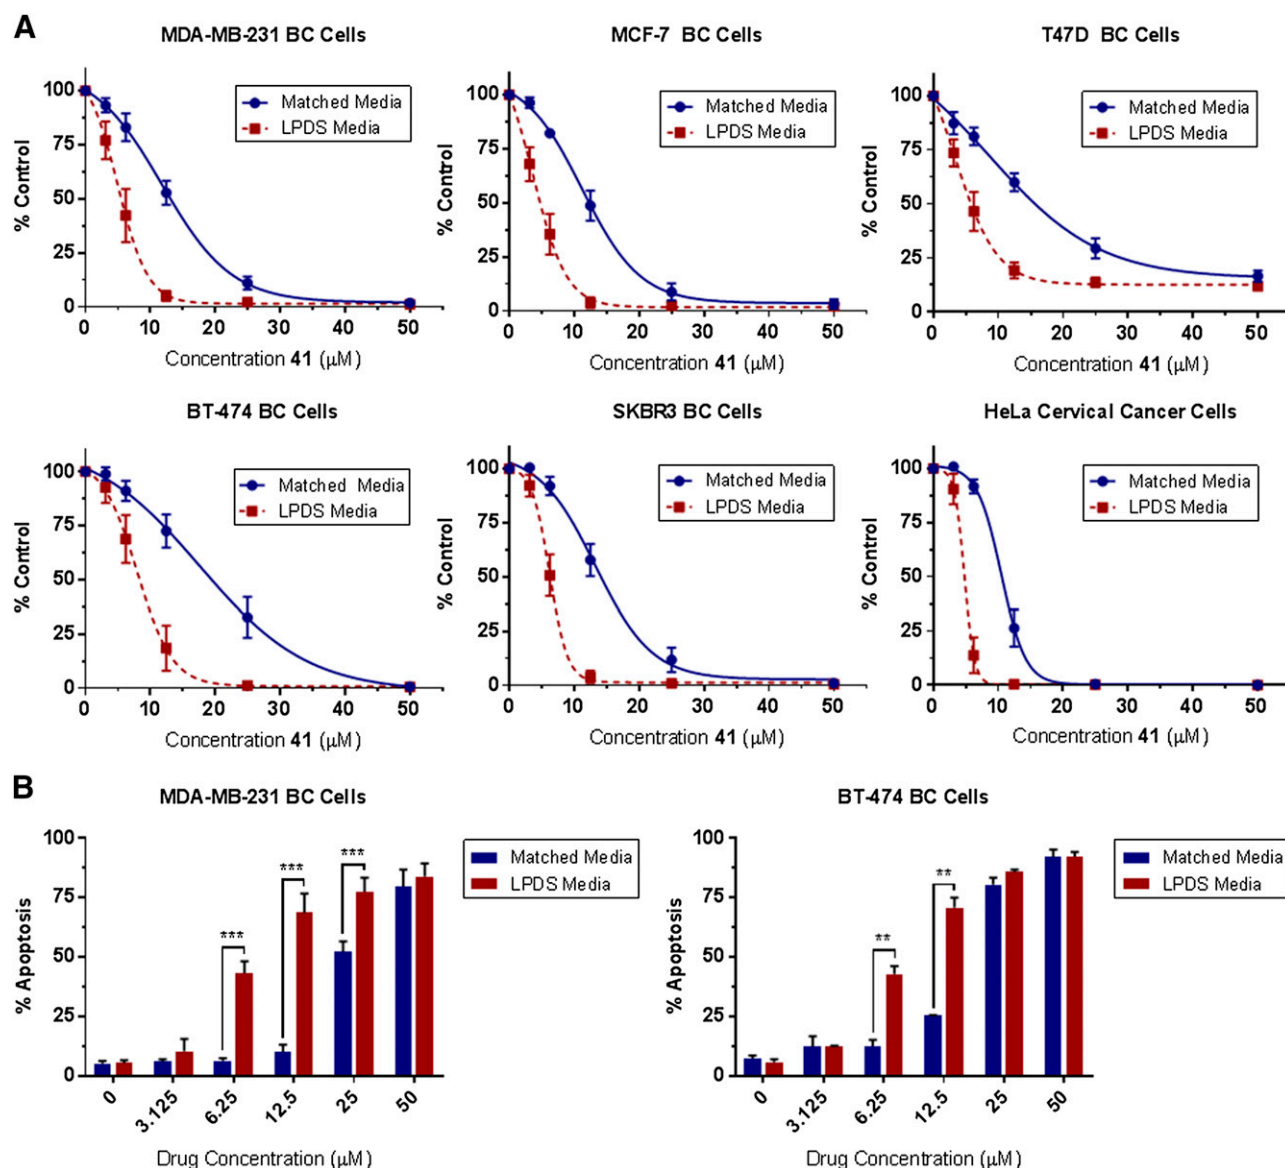 A
MDA-MB-231 BC Cells
% Control
100
75
50
25
0
0 10 20 30 40 50
Concentration 41 (μM)
Matched Media
LPDS Media
MCF-7 BC Cells
% Control
100
75
50
25
0
0 10 20 30 40 50
Concentration 41 (μM)
Matched Media
LPDS Media
T47D BC Cells
% Control
100
75
50
25
0
0 10 20 30 40 50
Concentration 41 (μM)
Matched Media
LPDS Media
BT-474 BC Cells
% Control
100
75
50
25
0
0 10 20 30 40 50
Concentration 41 (μM)
Matched Media
LPDS Media
SKBR3 BC Cells
% Control
100
75
50
25
0
0 10 20 30 40 50
Concentration 41 (μM)
Matched Media
LPDS Media
HeLa Cervical Cancer Cells
% Control
100
75
50
25
0
0 10 20 30 40 50
Concentration 41 (μM)
Matched Media
LPDS Media
B
MDA-MB-231 BC Cells
% Apoptosis
100
75
50
25
0
***
***
***
0 3.125 6.25 12.5 25 50
Drug Concentration (μM)
Matched Media
LPDS Media
BT-474 BC Cells
% Apoptosis
100
75
50
25
0
**
**
0 3.125 6.25 12.5 25 50
Drug Concentration (μM)
Matched Media
LPDS Media